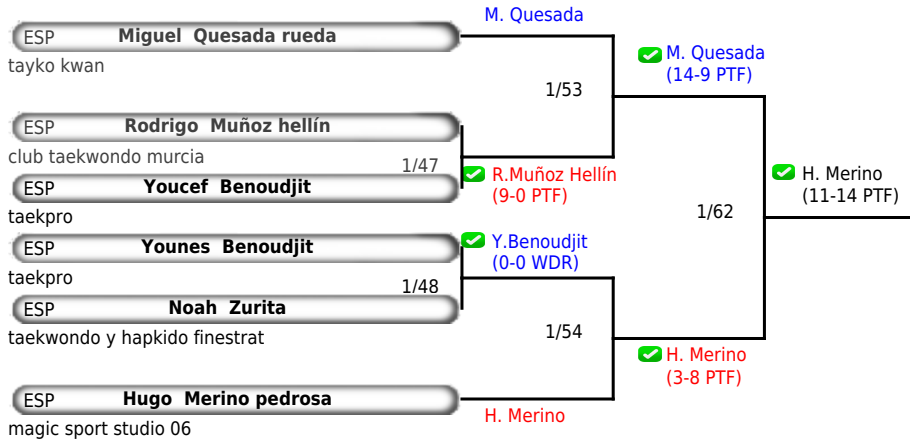 M. Quesada
ESP Miguel Quesada rueda
tayko kwan
M. Quesada
(14-9 PTF)
1/53
ESP Rodrigo Muñoz hellín
club taekwondo murcia
1/47
R.Muñoz Hellín
(9-0 PTF)
ESP Youcef Benoudjit
taekpro
H. Merino
(11-14 PTF)
1/62
ESP Younes Benoudjit
taekpro
Y.Benoudjit
(0-0 WDR)
1/48
ESP Noah Zurita
taekwondo y hapkido finestrat
1/54
H. Merino
(3-8 PTF)
ESP Hugo Merino pedrosa
magic sport studio 06
H. Merino